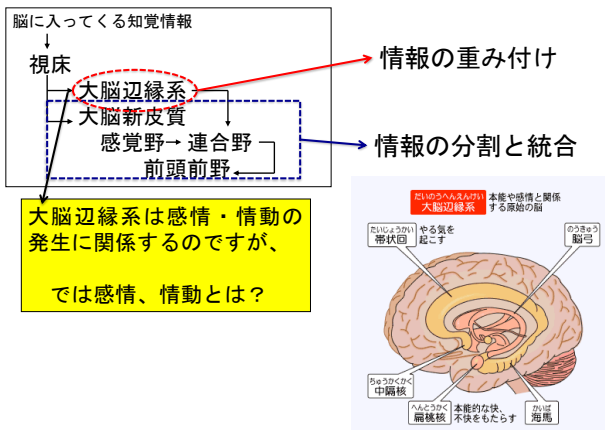 脳に入ってくる知覚情報
視床
大脳辺縁系
大脳新皮質
感覚野→連合野
前頭前野
情報の重み付け
情報の分割と統合
大脳辺縁系は感情・情動の
発生に関係するのですが、
では感情、情動とは？
だいのうへんえんけい
大脳辺縁系
本能や感情と関係
する原始の脳
たいじょうかい
帯状回
やる気を
起こす
のうきゅう
脳弓
ちゅうかくかく
中隔核
へんとうかく
扁桃核
本能的な快、
不快をもたらす
かいば
海馬